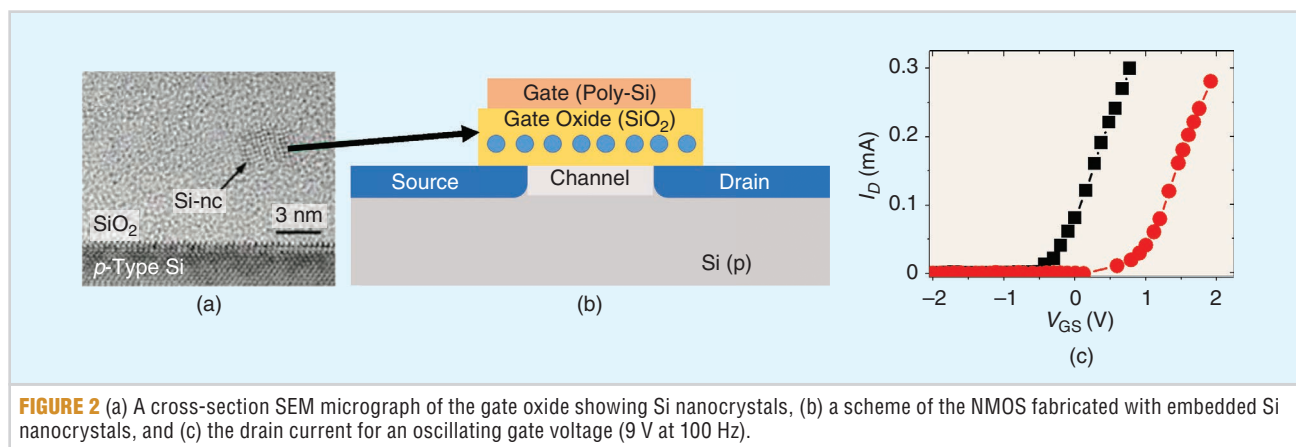 Si-nc
3 nm
SiO₂
p-Type Si
(a)
Gate (Poly-Si)
Gate Oxide (SiO₂)
Source
Channel
Drain
Si (p)
(b)
0.3
0.2
0.1
0
I_D (mA)
−2
−1
0
1
2
V_GS (V)
(c)
FIGURE 2 (a) A cross-section SEM micrograph of the gate oxide showing Si nanocrystals, (b) a scheme of the NMOS fabricated with embedded Si
nanocrystals, and (c) the drain current for an oscillating gate voltage (9 V at 100 Hz).